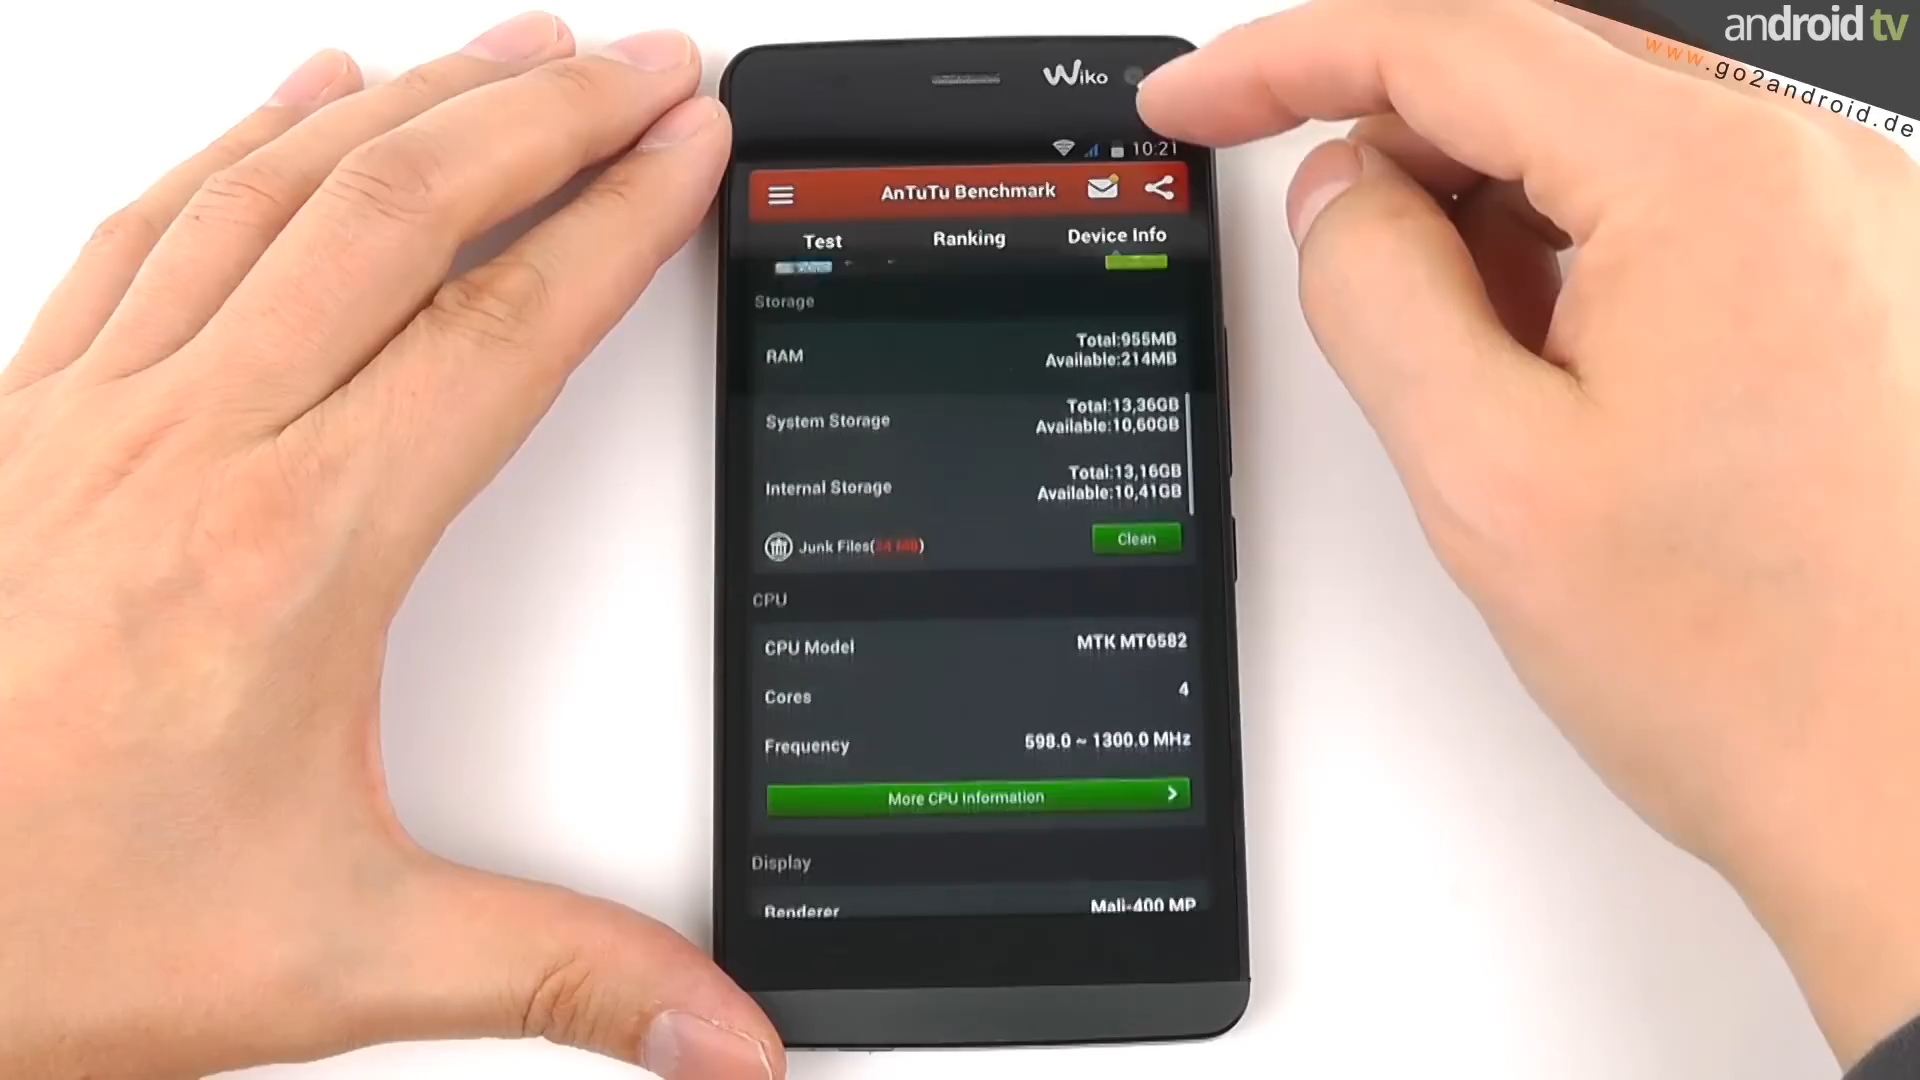 android tv
www.go2android.de
Wiko
10:21
AnTuTu Benchmark
Test
Ranking
Device Info
Storage
RAM
Total:955MB
Available:214MB
System Storage
Total:13,36GB
Available:10,60GB
Internal Storage
Total:13,16GB
Available:10,41GB
Junk Files(24 MB)
Clean
CPU
CPU Model
MTK MT6582
Cores
4
Frequency
598.0 ~ 1300.0 MHz
More CPU Information
Display
Renderer
Mali-400 MP